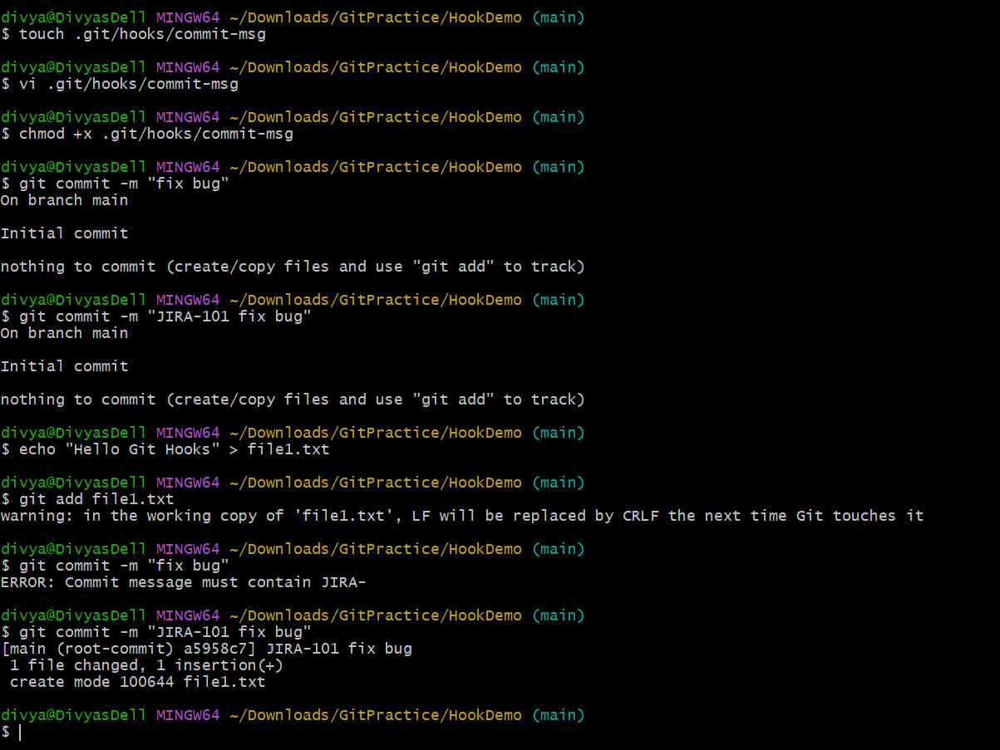 divya@DivyasDell MINGW64 ~/Downloads/GitPractice/HookDemo (main)
$ touch .git/hooks/commit-msg
divya@DivyasDell MINGW64 ~/Downloads/GitPractice/HookDemo (main)
$ vi .git/hooks/commit-msg
divya@DivyasDell MINGW64 ~/Downloads/GitPractice/HookDemo (main)
$ chmod +x .git/hooks/commit-msg
divya@DivyasDell MINGW64 ~/Downloads/GitPractice/HookDemo (main)
$ git commit -m "fix bug"
On branch main
Initial commit
nothing to commit (create/copy files and use "git add" to track)
divya@DivyasDell MINGW64 ~/Downloads/GitPractice/HookDemo (main)
$ git commit -m "JIRA-101 fix bug"
On branch main
Initial commit
nothing to commit (create/copy files and use "git add" to track)
divya@DivyasDell MINGW64 ~/Downloads/GitPractice/HookDemo (main)
$ echo "Hello Git Hooks" > file1.txt
divya@DivyasDell MINGW64 ~/Downloads/GitPractice/HookDemo (main)
$ git add file1.txt
warning: in the working copy of 'file1.txt', LF will be replaced by CRLF the next time Git touches it
divya@DivyasDell MINGW64 ~/Downloads/GitPractice/HookDemo (main)
$ git commit -m "fix bug"
ERROR: Commit message must contain JIRA-
divya@DivyasDell MINGW64 ~/Downloads/GitPractice/HookDemo (main)
$ git commit -m "JIRA-101 fix bug"
[main (root-commit) a5958c7] JIRA-101 fix bug
1 file changed, 1 insertion(+)
create mode 100644 file1.txt
divya@DivyasDell MINGW64 ~/Downloads/GitPractice/HookDemo (main)
$